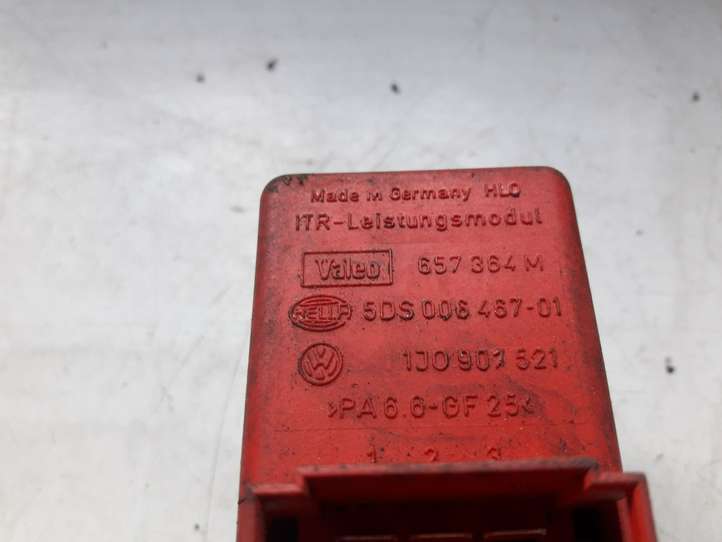 Made in Germany HLO
ITR-Leistungsmodul
Valeo 657 364 M
HELLA 5DS 006 467-01
VW 1J0 907 521
>PA 6.6-GF 25<
1 2 3